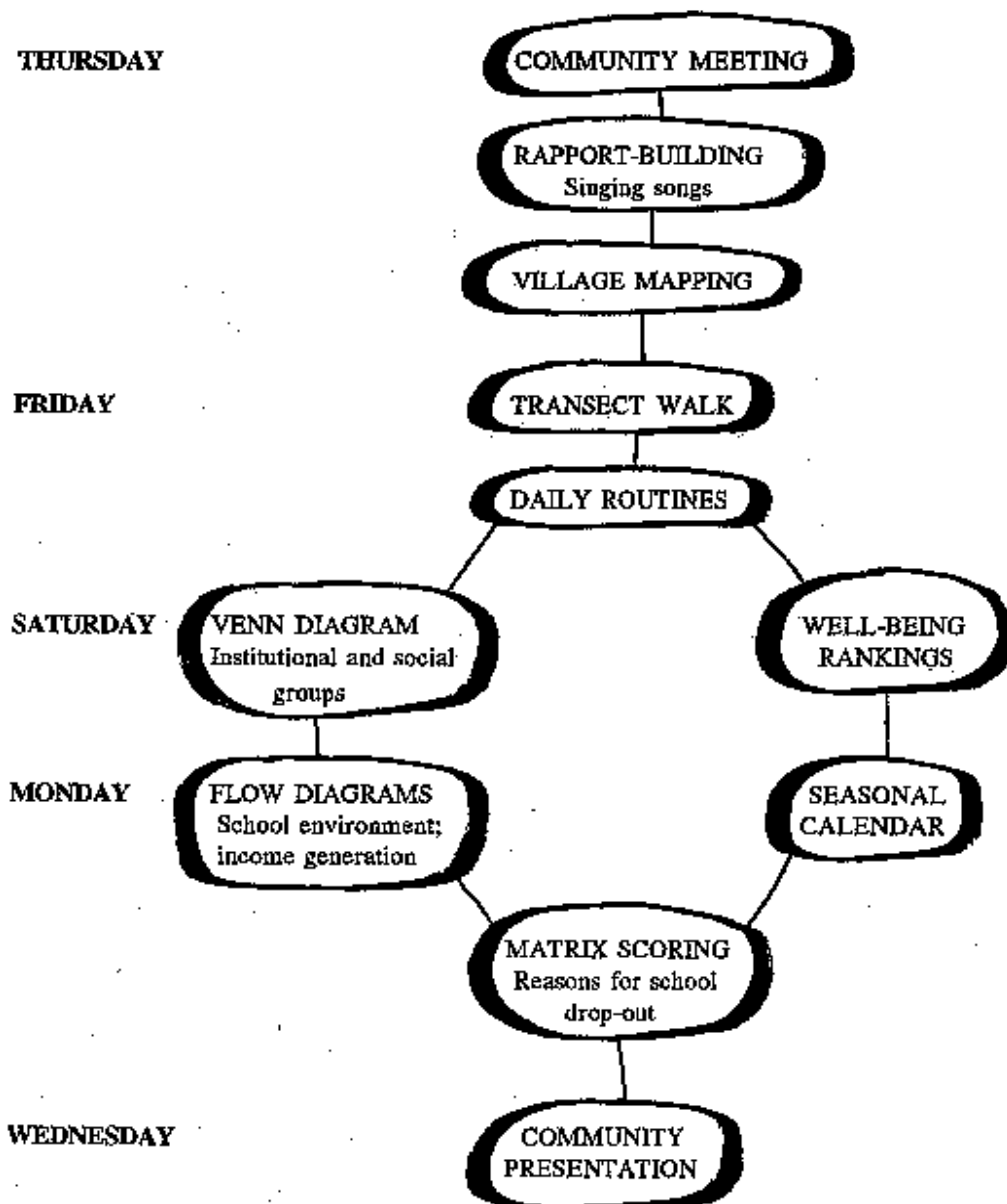 THURSDAY
COMMUNITY MEETING
RAPPORT-BUILDING
Singing songs
VILLAGE MAPPING
FRIDAY
TRANSECT WALK
DAILY ROUTINES
SATURDAY
VENN DIAGRAM
Institutional and social
groups
WELL-BEING
RANKINGS
MONDAY
FLOW DIAGRAMS
School environment;
income generation
SEASONAL
CALENDAR
MATRIX SCORING
Reasons for school
drop-out
WEDNESDAY
COMMUNITY
PRESENTATION